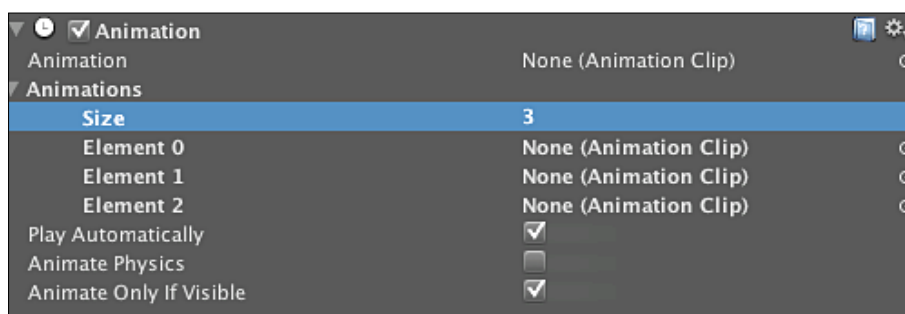 Animation
Animation None (Animation Clip)
Animations
Size 3
Element 0 None (Animation Clip)
Element 1 None (Animation Clip)
Element 2 None (Animation Clip)
Play Automatically
Animate Physics
Animate Only If Visible